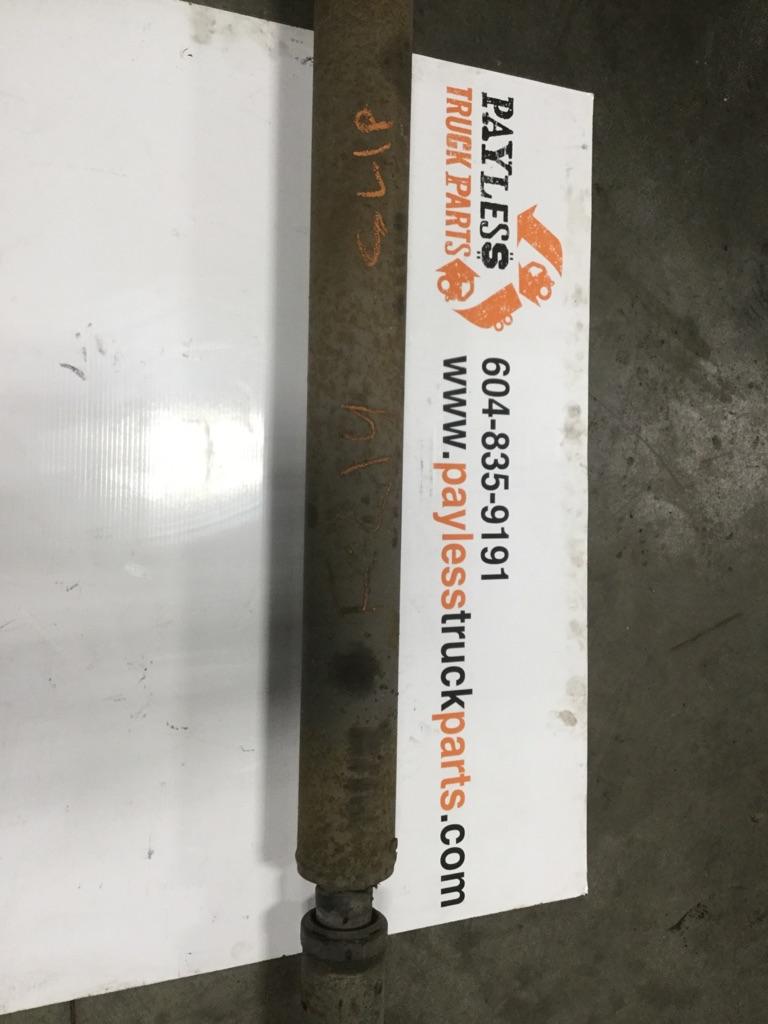 PAYLESS
TRUCK PARTS
604-835-9191
www.paylesstruckparts.com